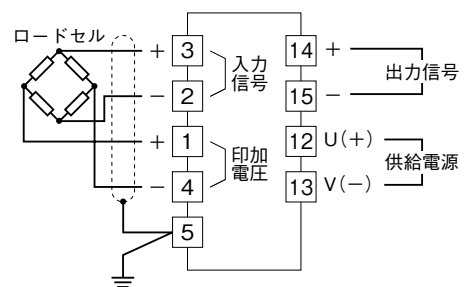 ロードセル
+ 3
入力
信号
- 2
+ 1
印加
電圧
- 4
5
14 +
出力信号
15 -
12 U(+)
供給電源
13 V(-)